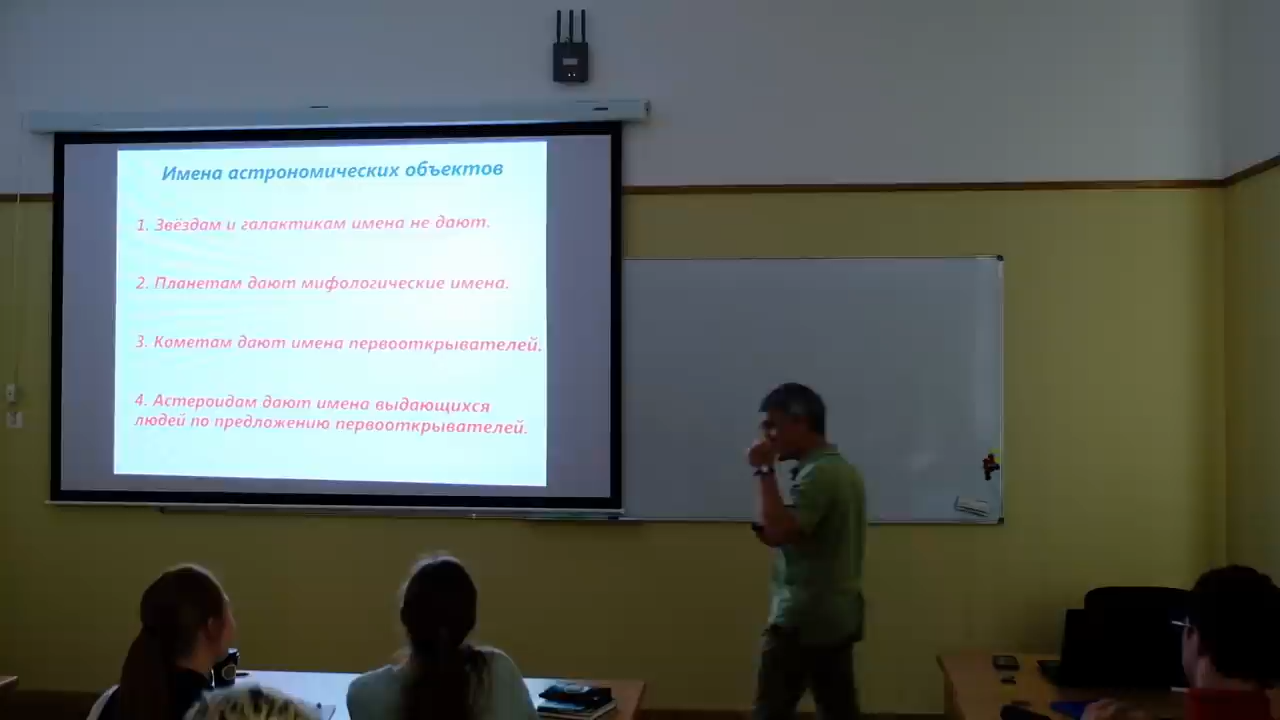 Имена астрономических объектов
1. Звёздам и галактикам имена не дают.
2. Планетам дают мифологические имена.
3. Кометам дают имена первооткрывателей.
4. Астероидам дают имена выдающихся
людей по предложению первооткрывателей.